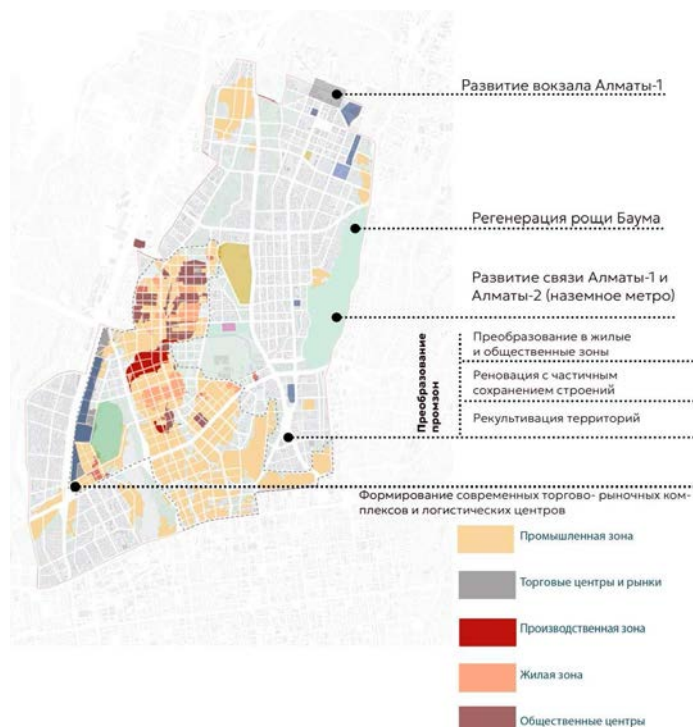 Развитие вокзала Алматы-1
Регенерация рощи Баума
Развитие связи Алматы-1 и
Алматы-2 (наземное метро)
Преобразование
промзон
Преобразование в жилые
и общественные зоны
Реновация с частичным
сохранением строений
Рекультивация территорий
Формирование современных торгово- рыночных ком-
плексов и логистических центров
Промышленная зона
Торговые центры и рынки
Производственная зона
Жилая зона
Общественные центры